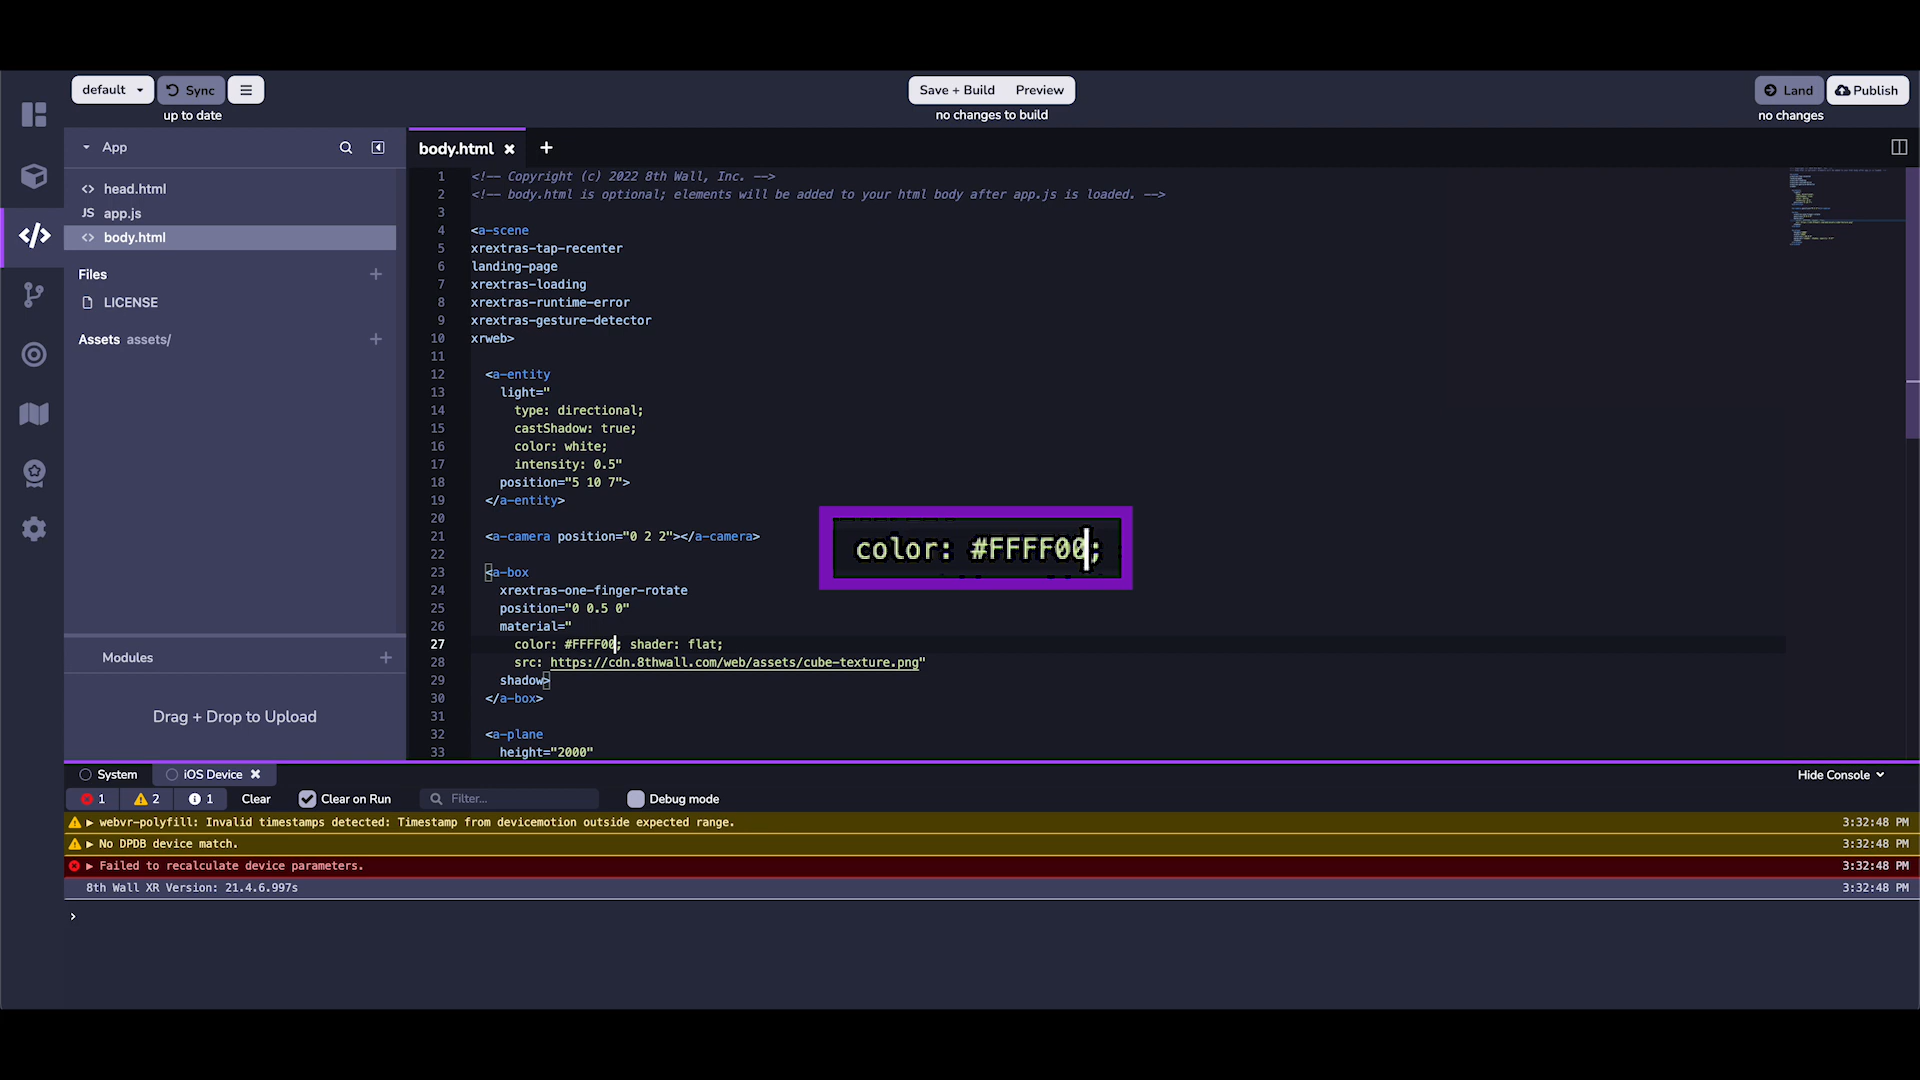 default
Sync
up to date
Save + Build
Preview
no changes to build
Land
Publish
no changes
App
head.html
JS app.js
body.html
Files
LICENSE
Assets assets/
Modules
Drag + Drop to Upload
body.html
1 <!-- Copyright (c) 2022 8th Wall, Inc. -->
2 <!-- body.html is optional; elements will be added to your html body after app.js is loaded. -->
3
4 <a-scene
5 xrextras-tap-recenter
6 landing-page
7 xrextras-loading
8 xrextras-runtime-error
9 xrextras-gesture-detector
10 xrweb>
11
12 <a-entity
13 light="
14 type: directional;
15 castShadow: true;
16 color: white;
17 intensity: 0.5"
18 position="5 10 7">
19 </a-entity>
20
21 <a-camera position="0 2 2"></a-camera>
22
23 <a-box
24 xrextras-one-finger-rotate
25 position="0 0.5 0"
26 material="
27 color: #FFFF00; shader: flat;
28 src: https://cdn.8thwall.com/web/assets/cube-texture.png"
29 shadow>
30 </a-box>
31
32 <a-plane
33 height="2000"
color: #FFFF00;
System
iOS Device
Hide Console
1
2
1
Clear
Clear on Run
Filter...
Debug mode
webvr-polyfill: Invalid timestamps detected: Timestamp from devicemotion outside expected range. 3:32:48 PM
No DPDB device match. 3:32:48 PM
Failed to recalculate device parameters. 3:32:48 PM
8th Wall XR Version: 21.4.6.997s 3:32:48 PM